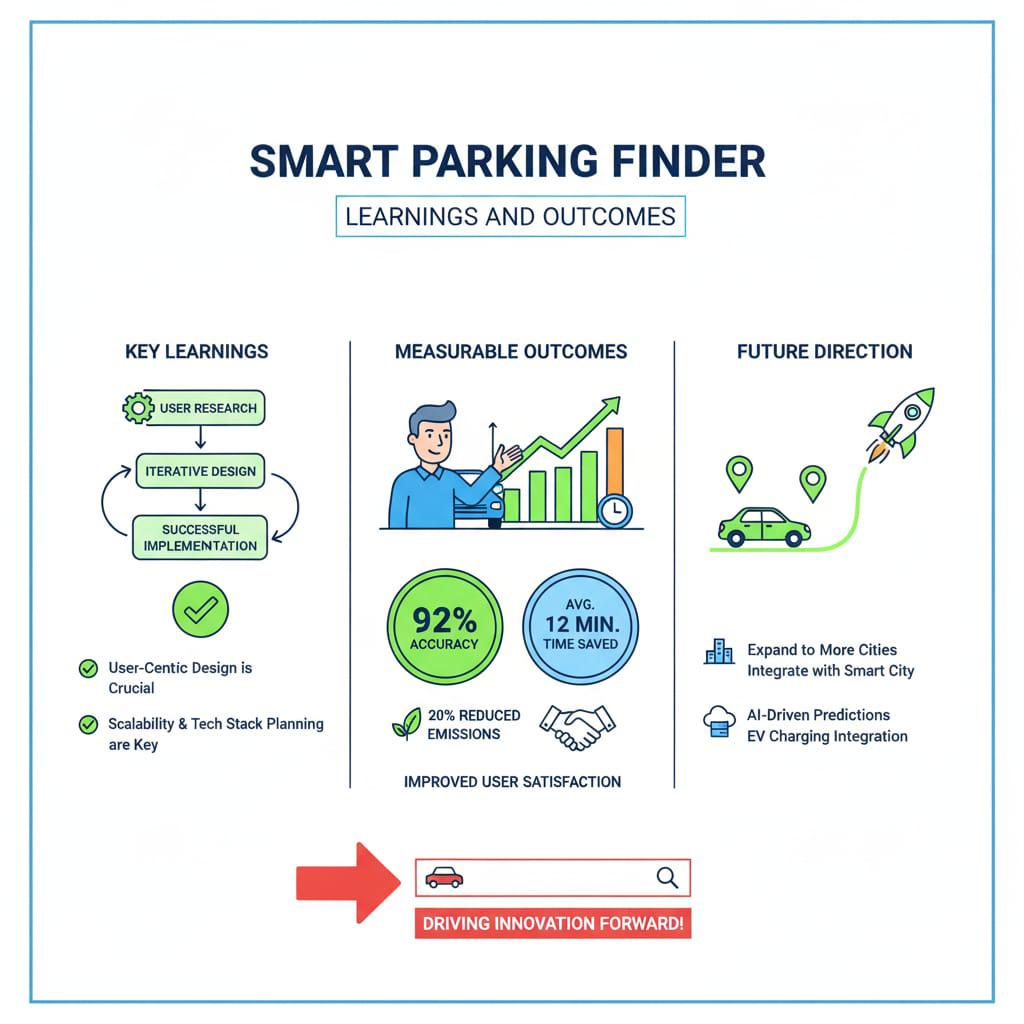 SMART PARKING FINDER
LEARNINGS AND OUTCOMES
KEY LEARNINGS
USER RESEARCH
ITERATIVE DESIGN
SUCCESSFUL
IMPLEMENTATION
User-Centic Design is
Crucial
Scalability & Tech Stack Planning
are Key
MEASURABLE OUTCOMES
92%
ACCURACY
AVG.
12 MIN.
TIME SAVED
20% REDUCED
EMISSIONS
IMPROVED USER SATISFACTION
FUTURE DIRECTION
Expand to More Cities
Integrate with Smart City
AI-Driven Predictions
EV Charging Integration
DRIVING INNOVATION FORWARD!